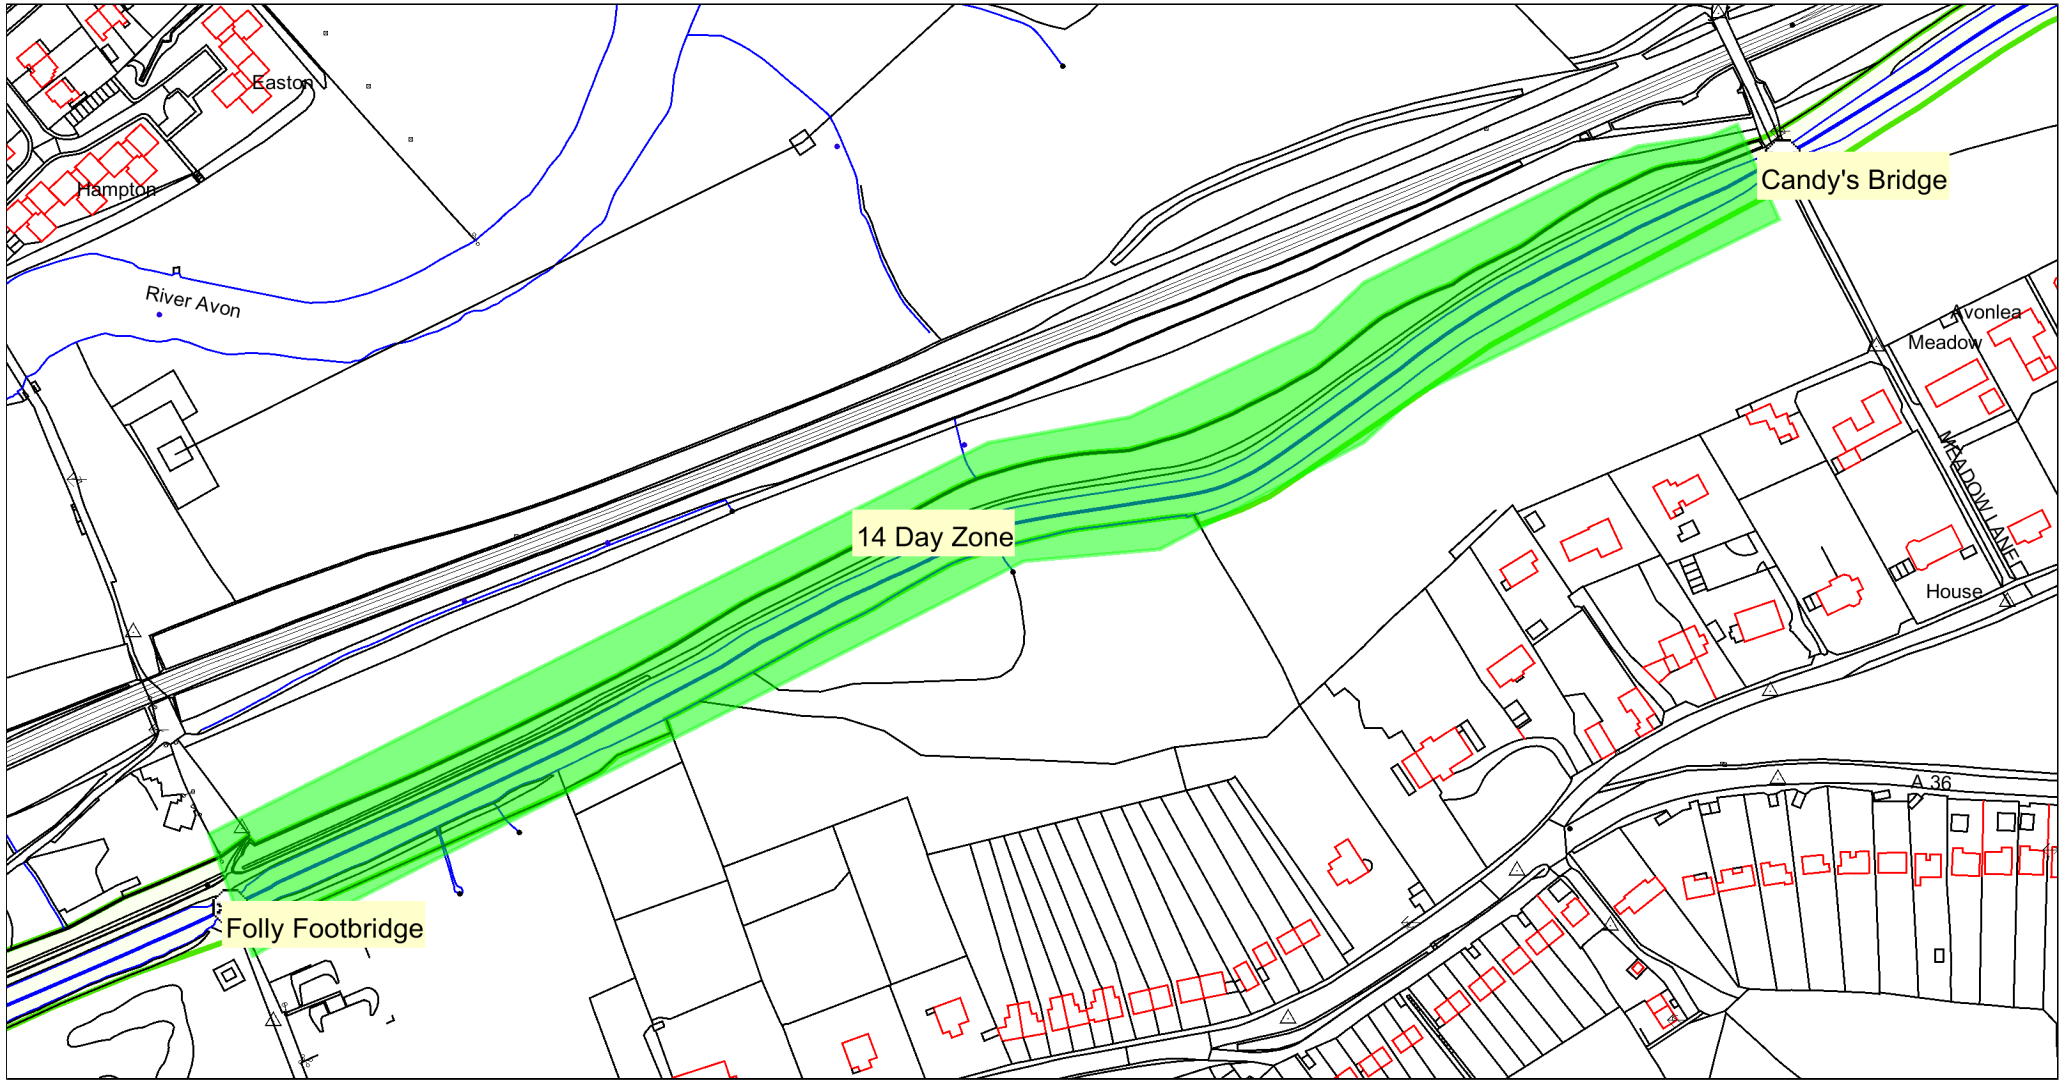 Easton
Hampton
River Avon
Candy's Bridge
Avonlea
Meadow
MEADOW LANE
14 Day Zone
House
A 36
Folly Footbridge